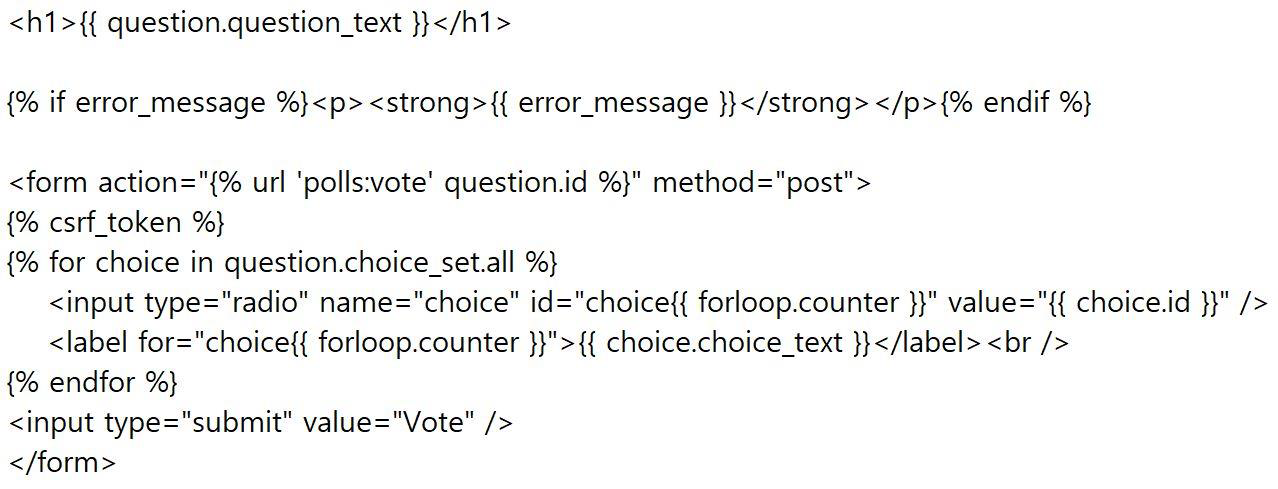 <h1>{{ question.question_text }}</h1>
{% if error_message %}<p><strong>{{ error_message }}</strong></p>{% endif %}
<form action="{% url 'polls:vote' question.id %}" method="post">
{% csrf_token %}
{% for choice in question.choice_set.all %}
    <input type="radio" name="choice" id="choice{{ forloop.counter }}" value="{{ choice.id }}" />
    <label for="choice{{ forloop.counter }}">{{ choice.choice_text }}</label><br />
{% endfor %}
<input type="submit" value="Vote" />
</form>